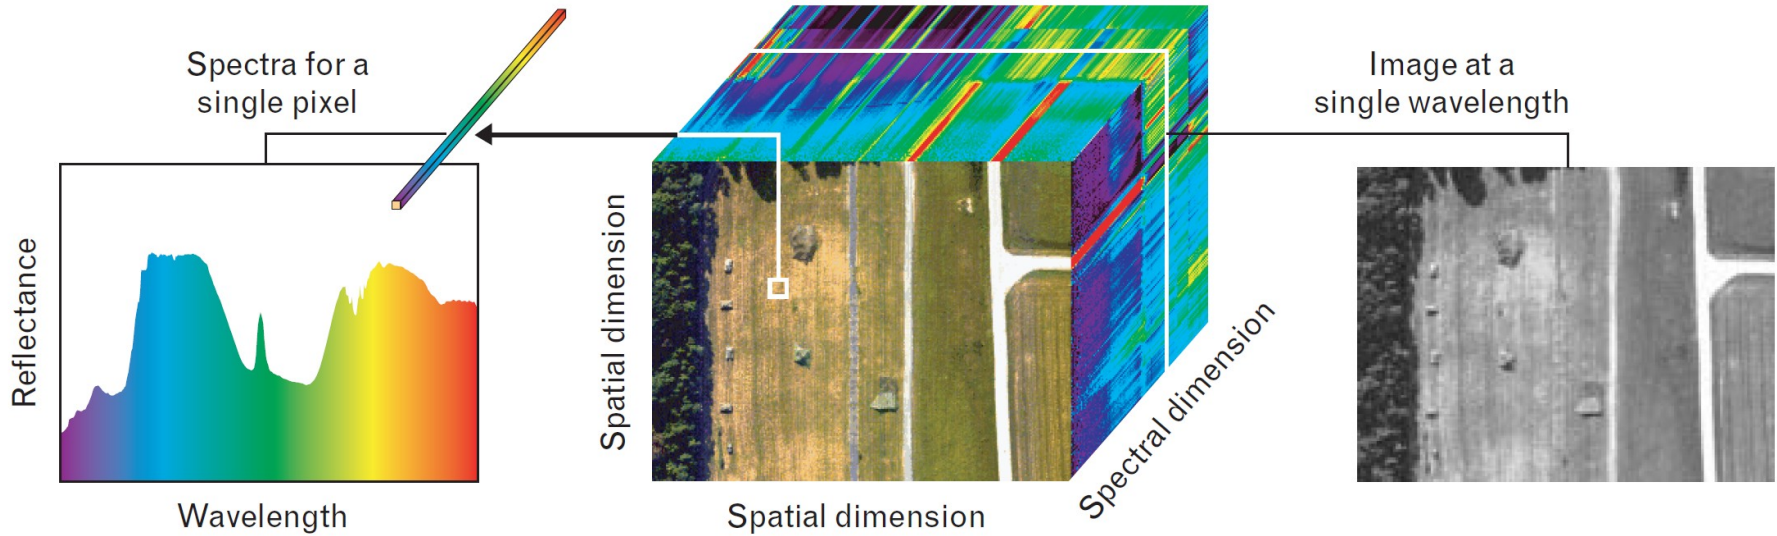 Spectra for a
single pixel
Reflectance
Wavelength
Spatial dimension
Spatial dimension
Spectral dimension
Image at a
single wavelength